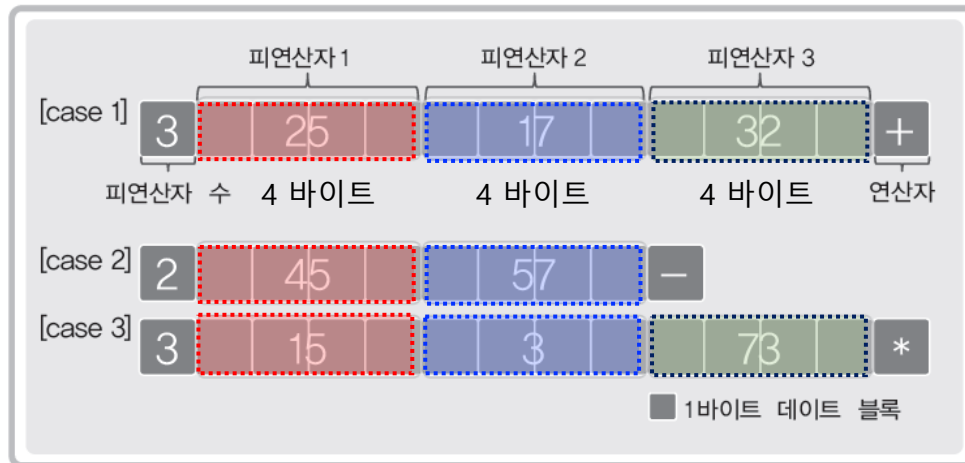 피연산자 1 피연산자 2 피연산자 3
[case 1] 3 25 17 32 +
피연산자 수 4 바이트 4 바이트 4 바이트 연산자
[case 2] 2 45 57 −
[case 3] 3 15 3 73 *
1바이트 데이트 블록